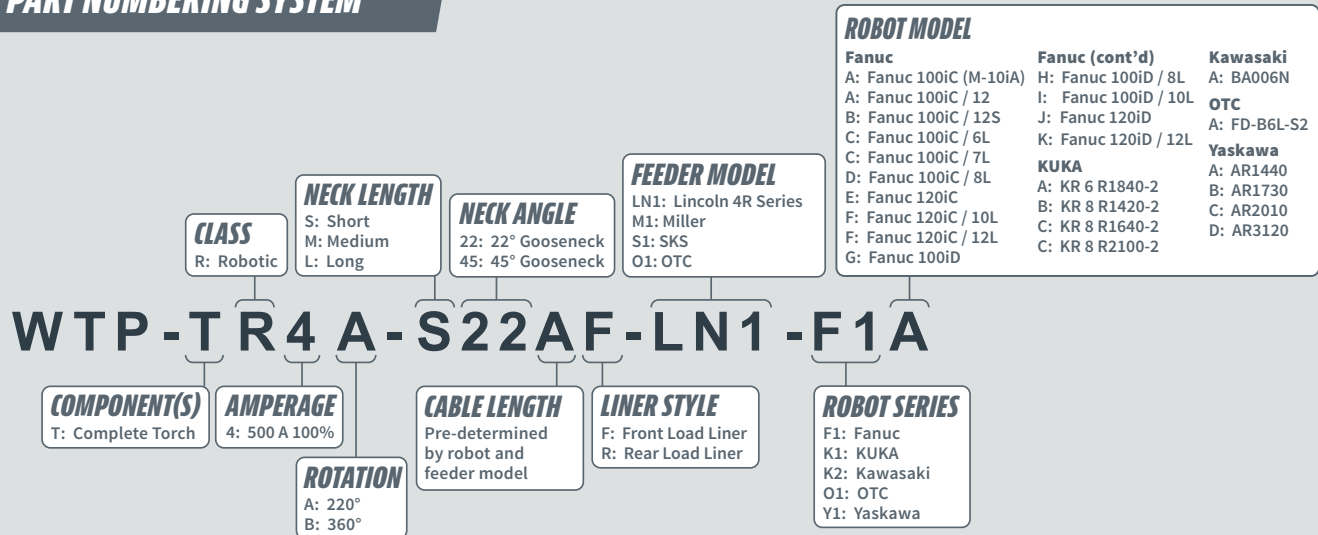 PART NUMBERING SYSTEM
ROBOT MODEL
Fanuc
A: Fanuc 100iC (M-10iA)
A: Fanuc 100iC / 12
B: Fanuc 100iC / 12S
C: Fanuc 100iC / 6L
C: Fanuc 100iC / 7L
D: Fanuc 100iC / 8L
E: Fanuc 120iC
F: Fanuc 120iC / 10L
F: Fanuc 120iC / 12L
G: Fanuc 100iD
Fanuc (cont’d)
H: Fanuc 100iD / 8L
I: Fanuc 100iD / 10L
J: Fanuc 120iD
K: Fanuc 120iD / 12L
KUKA
A: KR 6 R1840-2
B: KR 8 R1420-2
C: KR 8 R1640-2
C: KR 8 R2100-2
Kawasaki
A: BA006N
OTC
A: FD-B6L-S2
Yaskawa
A: AR1440
B: AR1730
C: AR2010
D: AR3120
CLASS
R: Robotic
NECK LENGTH
S: Short
M: Medium
L: Long
NECK ANGLE
22: 22° Gooseneck
45: 45° Gooseneck
FEEDER MODEL
LN1: Lincoln 4R Series
M1: Miller
S1: SKS
O1: OTC
WTP-TR4A-S22AF-LN1-F1A
COMPONENT(S)
T: Complete Torch
AMPERAGE
4: 500 A 100%
ROTATION
A: 220°
B: 360°
CABLE LENGTH
Pre-determined
by robot and
feeder model
LINER STYLE
F: Front Load Liner
R: Rear Load Liner
ROBOT SERIES
F1: Fanuc
K1: KUKA
K2: Kawasaki
O1: OTC
Y1: Yaskawa